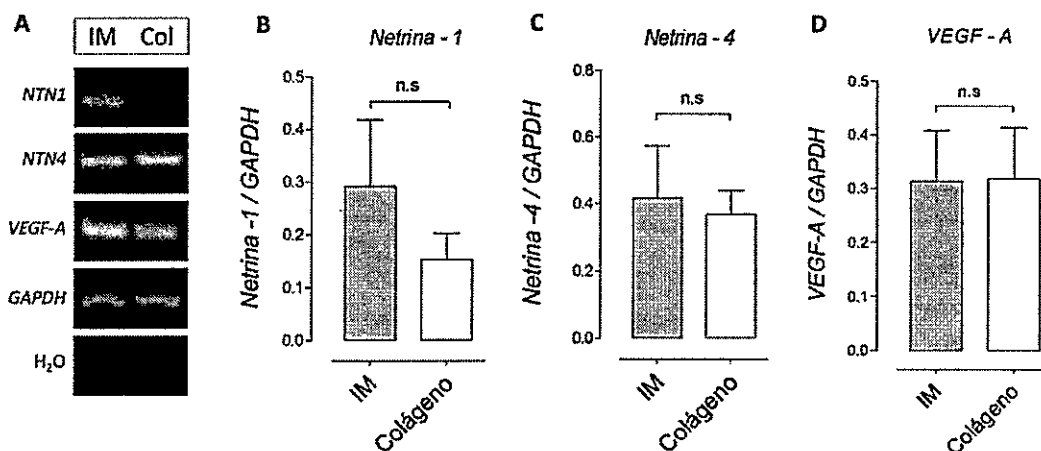 A
IM Col
NTN1
NTN4
VEGF-A
GAPDH
H₂O
B
Netrina - 1
Netrina -1 / GAPDH
0.5
0.4
0.3
0.2
0.1
0.0
n.s
IM
Colágeno
C
Netrina - 4
Netrina -4 / GAPDH
0.8
0.6
0.4
0.2
0.0
n.s
IM
Colágeno
D
VEGF - A
VEGF-A / GAPDH
0.5
0.4
0.3
0.2
0.1
0.0
n.s
IM
Colágeno